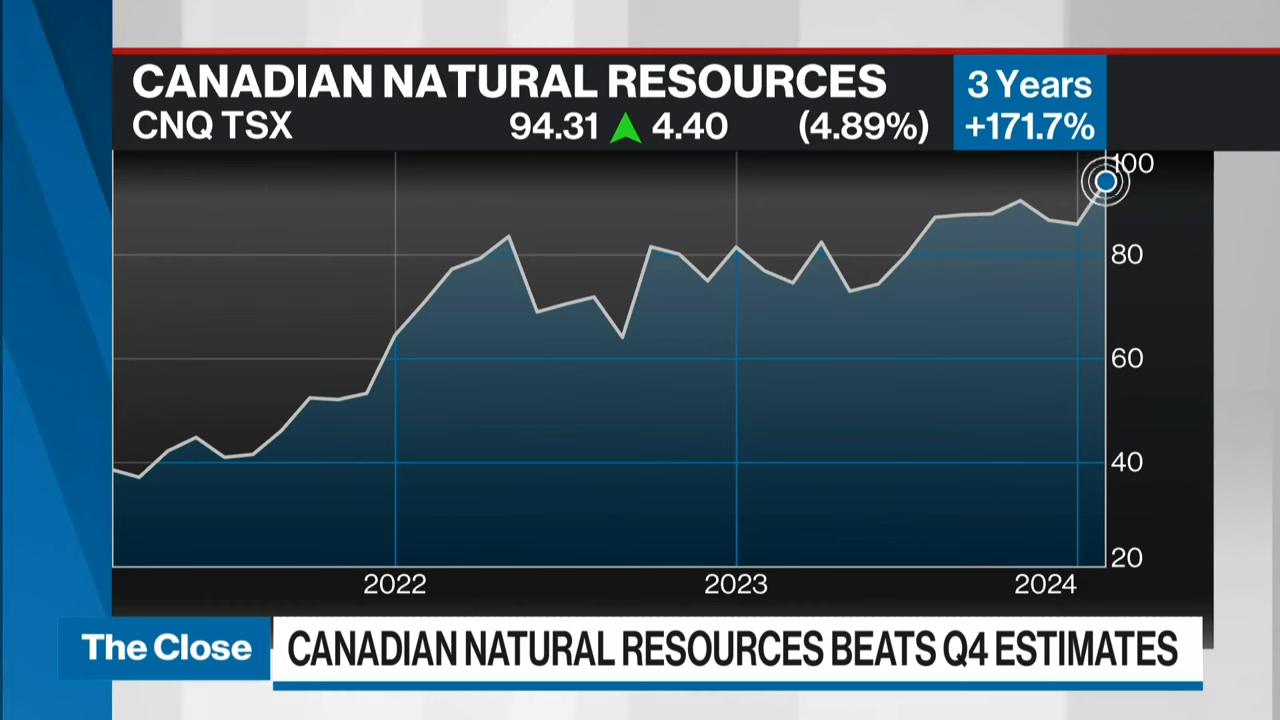 CANADIAN NATURAL RESOURCES
CNQ TSX 94.31 4.40 (4.89%)
3 Years
+171.7%
100
80
60
40
20
2022 2023 2024
The Close
CANADIAN NATURAL RESOURCES BEATS Q4 ESTIMATES